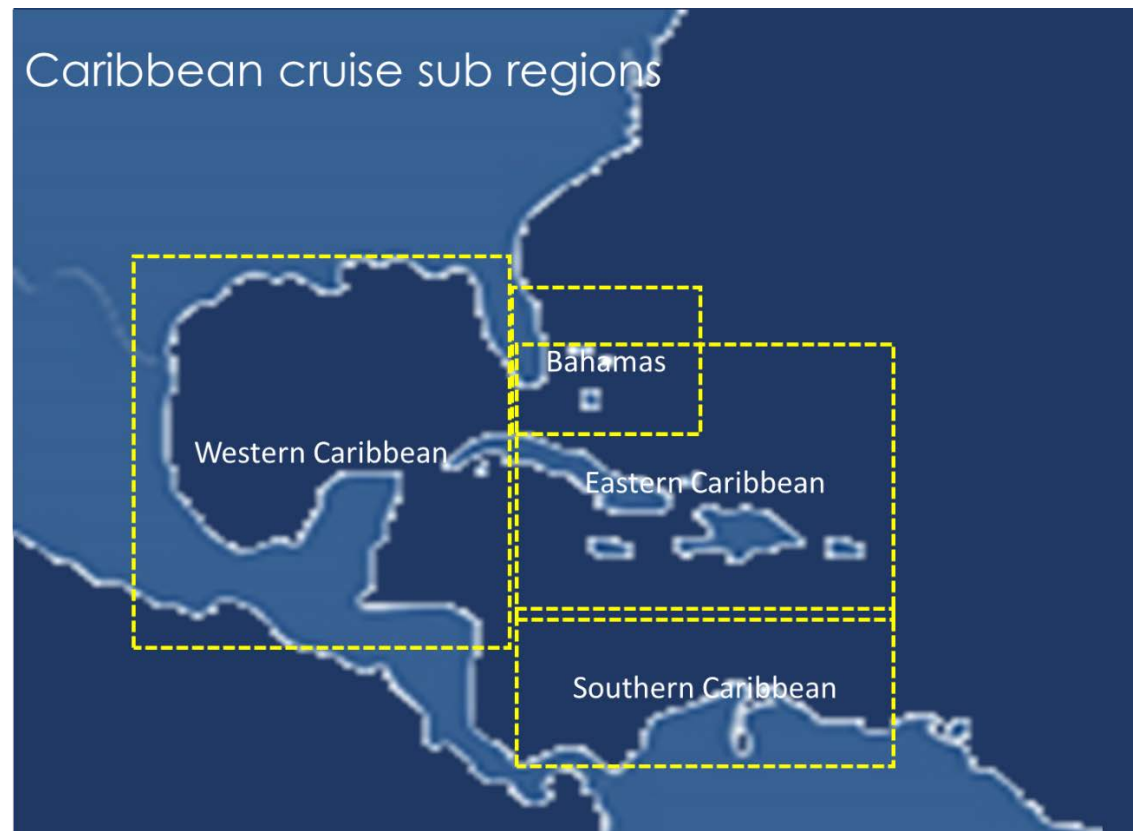 Caribbean cruise sub regions
Bahamas
Western Caribbean
Eastern Caribbean
Southern Caribbean